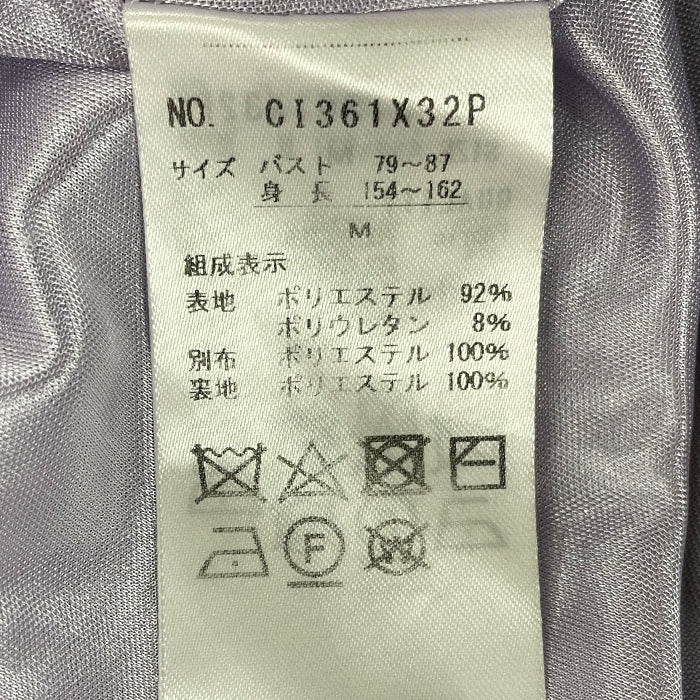 NO. CI361X32P
サイズ バスト 79～87
身長 154～162
M
組成表示
表地 ポリエステル 92%
ポリウレタン 8%
別布 ポリエステル 100%
裏地 ポリエステル 100%
F
W